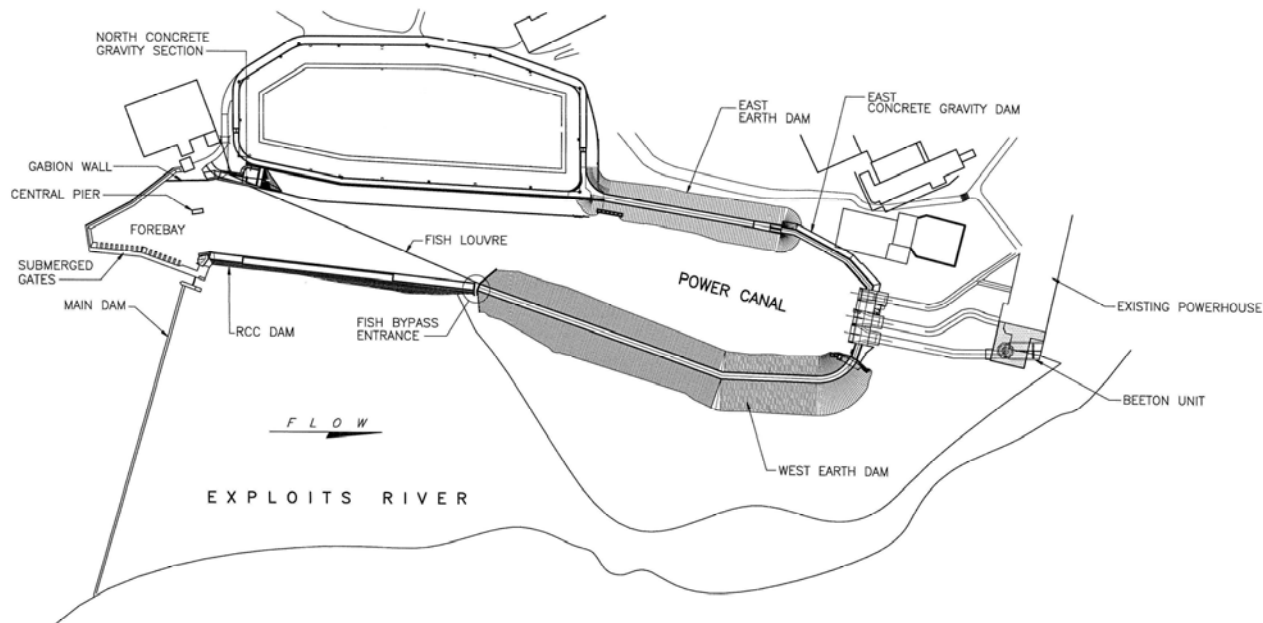 NORTH CONCRETE
GRAVITY SECTION
EAST
EARTH DAM
EAST
CONCRETE GRAVITY DAM
GABION WALL
CENTRAL PIER
FOREBAY
FISH LOUVRE
SUBMERGED
GATES
MAIN DAM
RCC DAM
FISH BYPASS
ENTRANCE
POWER CANAL
EXISTING POWERHOUSE
BEETON UNIT
FLOW
WEST EARTH DAM
EXPLOITS RIVER